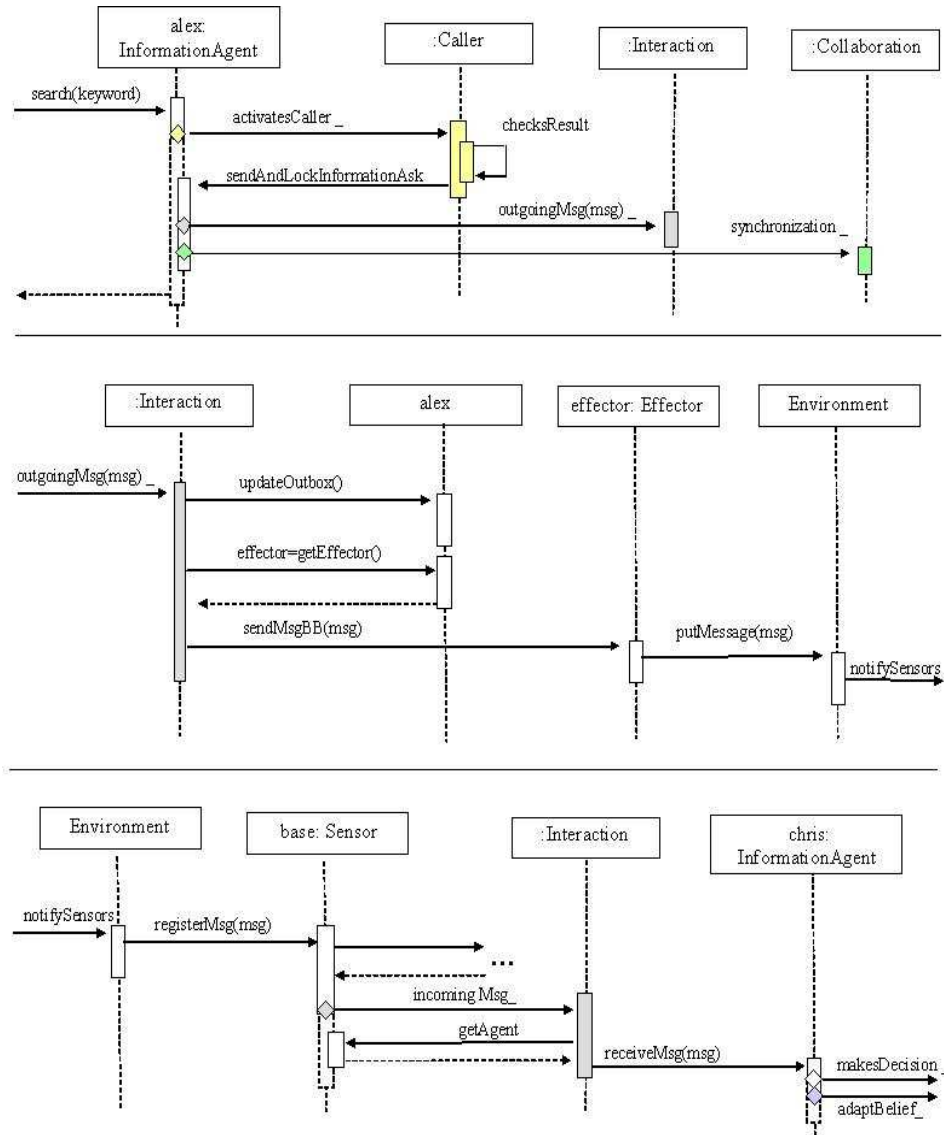 alex:
InformationAgent
:Caller
:Interaction
:Collaboration
search(keyword)
activatesCaller _
checksResult
sendAndLockInformationAsk
outgoingMsg(msg) _
synchronization _
:Interaction
alex
effector: Effector
Environment
outgoingMsg(msg) _
updateOutbox()
effector=getEffector()
sendMsgBB(msg)
putMessage(msg)
notifySensors
Environment
base: Sensor
:Interaction
chris:
InformationAgent
notifySensors
registerMsg(msg)
...
incoming Msg_
getAgent
receiveMsg(msg)
makesDecision _
adaptBelief_